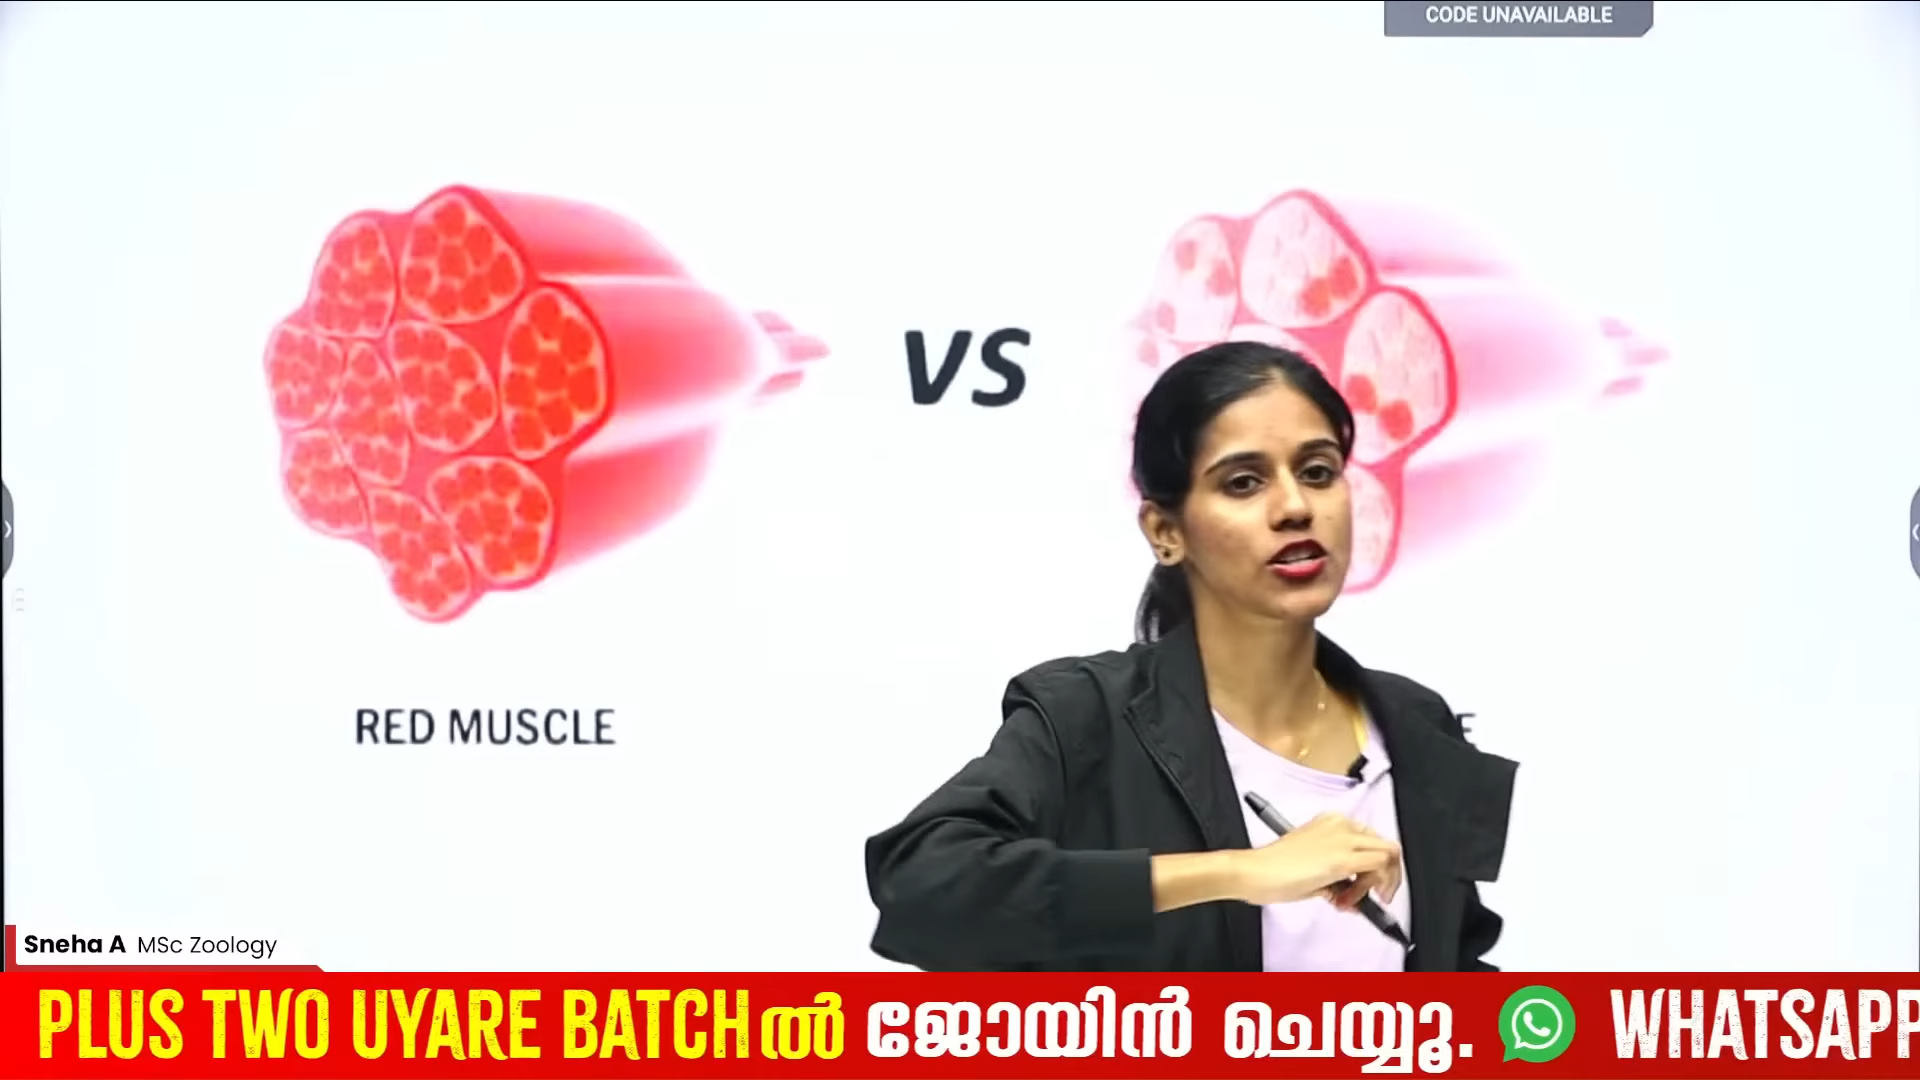 CODE UNAVAILABLE
VS
RED MUSCLE
Sneha A MSc Zoology
PLUS TWO UYARE BATCHൽ ജോയിൻ ചെയ്യൂ. WHATSAPP